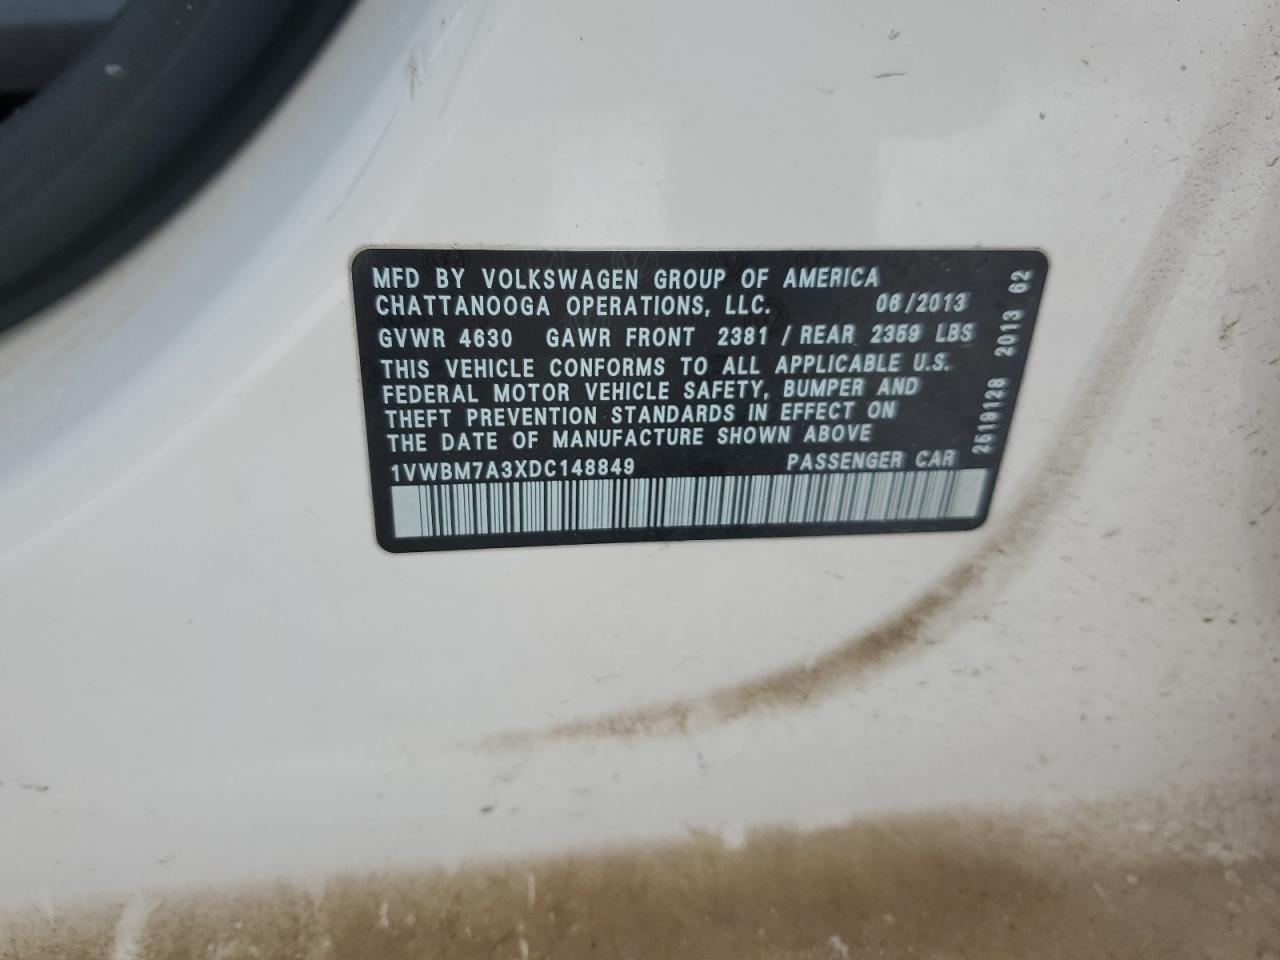 MFD BY VOLKSWAGEN GROUP OF AMERICA
CHATTANOOGA OPERATIONS, LLC. 06/2013
GVWR 4630 GAWR FRONT 2381 / REAR 2359 LBS
THIS VEHICLE CONFORMS TO ALL APPLICABLE U.S.
FEDERAL MOTOR VEHICLE SAFETY, BUMPER AND
THEFT PREVENTION STANDARDS IN EFFECT ON
THE DATE OF MANUFACTURE SHOWN ABOVE
1VWBM7A3XDC148849 PASSENGER CAR
2519128 2013 62